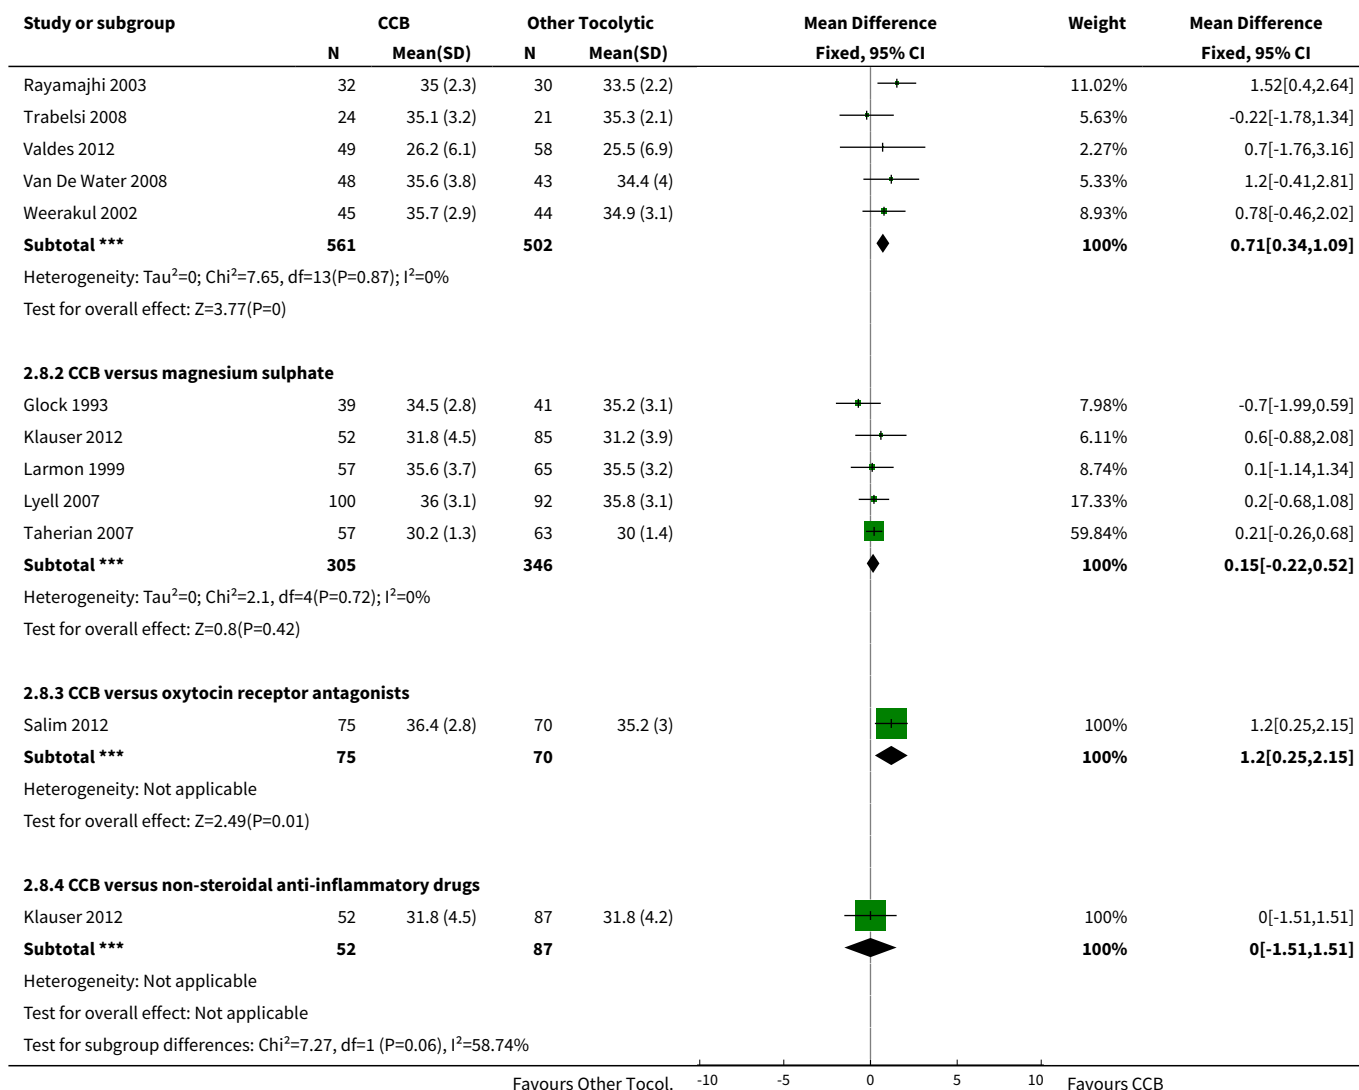 Study or subgroup CCB Other Tocolytic Mean Difference Weight Mean Difference
N Mean(SD) N Mean(SD) Fixed, 95% CI Fixed, 95% CI
Rayamajhi 2003 32 35 (2.3) 30 33.5 (2.2) 11.02% 1.52[0.4,2.64]
Trabelsi 2008 24 35.1 (3.2) 21 35.3 (2.1) 5.63% -0.22[-1.78,1.34]
Valdes 2012 49 26.2 (6.1) 58 25.5 (6.9) 2.27% 0.7[-1.76,3.16]
Van De Water 2008 48 35.6 (3.8) 43 34.4 (4) 5.33% 1.2[-0.41,2.81]
Weerakul 2002 45 35.7 (2.9) 44 34.9 (3.1) 8.93% 0.78[-0.46,2.02]
Subtotal *** 561 502 100% 0.71[0.34,1.09]
Heterogeneity: Tau²=0; Chi²=7.65, df=13(P=0.87); I²=0%
Test for overall effect: Z=3.77(P=0)
2.8.2 CCB versus magnesium sulphate
Glock 1993 39 34.5 (2.8) 41 35.2 (3.1) 7.98% -0.7[-1.99,0.59]
Klauser 2012 52 31.8 (4.5) 85 31.2 (3.9) 6.11% 0.6[-0.88,2.08]
Larmon 1999 57 35.6 (3.7) 65 35.5 (3.2) 8.74% 0.1[-1.14,1.34]
Lyell 2007 100 36 (3.1) 92 35.8 (3.1) 17.33% 0.2[-0.68,1.08]
Taherian 2007 57 30.2 (1.3) 63 30 (1.4) 59.84% 0.21[-0.26,0.68]
Subtotal *** 305 346 100% 0.15[-0.22,0.52]
Heterogeneity: Tau²=0; Chi²=2.1, df=4(P=0.72); I²=0%
Test for overall effect: Z=0.8(P=0.42)
2.8.3 CCB versus oxytocin receptor antagonists
Salim 2012 75 36.4 (2.8) 70 35.2 (3) 100% 1.2[0.25,2.15]
Subtotal *** 75 70 100% 1.2[0.25,2.15]
Heterogeneity: Not applicable
Test for overall effect: Z=2.49(P=0.01)
2.8.4 CCB versus non-steroidal anti-inflammatory drugs
Klauser 2012 52 31.8 (4.5) 87 31.8 (4.2) 100% 0[-1.51,1.51]
Subtotal *** 52 87 100% 0[-1.51,1.51]
Heterogeneity: Not applicable
Test for overall effect: Not applicable
Test for subgroup differences: Chi²=7.27, df=1 (P=0.06), I²=58.74%
Favours Other Tocol. -10 -5 0 5 10 Favours CCB